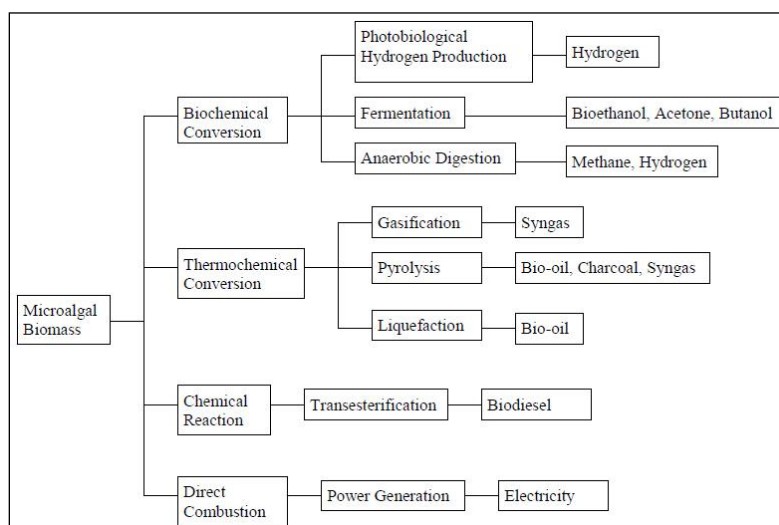 Photobiological
Hydrogen Production
Hydrogen
Biochemical
Conversion
Fermentation
Bioethanol, Acetone, Butanol
Anaerobic Digestion
Methane, Hydrogen
Gasification
Syngas
Thermochemical
Conversion
Pyrolysis
Bio-oil, Charcoal, Syngas
Liquefaction
Bio-oil
Microalgal
Biomass
Chemical
Reaction
Transesterification
Biodiesel
Direct
Combustion
Power Generation
Electricity